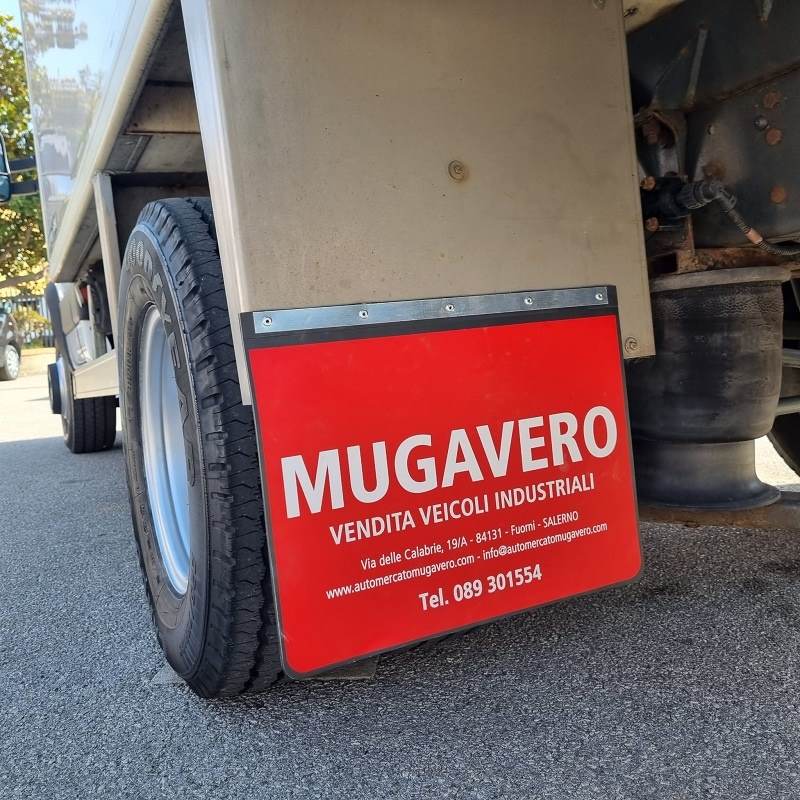 MUGAVERO
VENDITA VEICOLI INDUSTRIALI
Via delle Calabrie, 19/A - 84131 - Fuorni - SALERNO
www.automercatomugavero.com - info@automercatomugavero.com
Tel. 089 301554